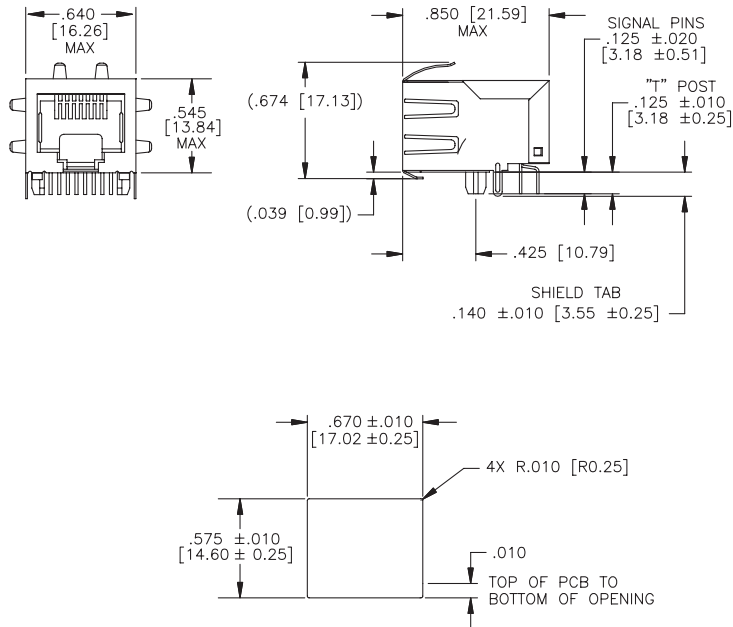 .640
[16.26]
MAX
.850 [21.59]
MAX
SIGNAL PINS
.125 ±.020
[3.18 ±0.51]
"T" POST
.125 ±.010
[3.18 ±0.25]
(.674 [17.13])
.545
[13.84]
MAX
(.039 [0.99])
.425 [10.79]
SHIELD TAB
.140 ±.010 [3.55 ±0.25]
.670 ±.010
[17.02 ±0.25]
4X R.010 [R0.25]
.575 ±.010
[14.60 ± 0.25]
.010
TOP OF PCB TO
BOTTOM OF OPENING